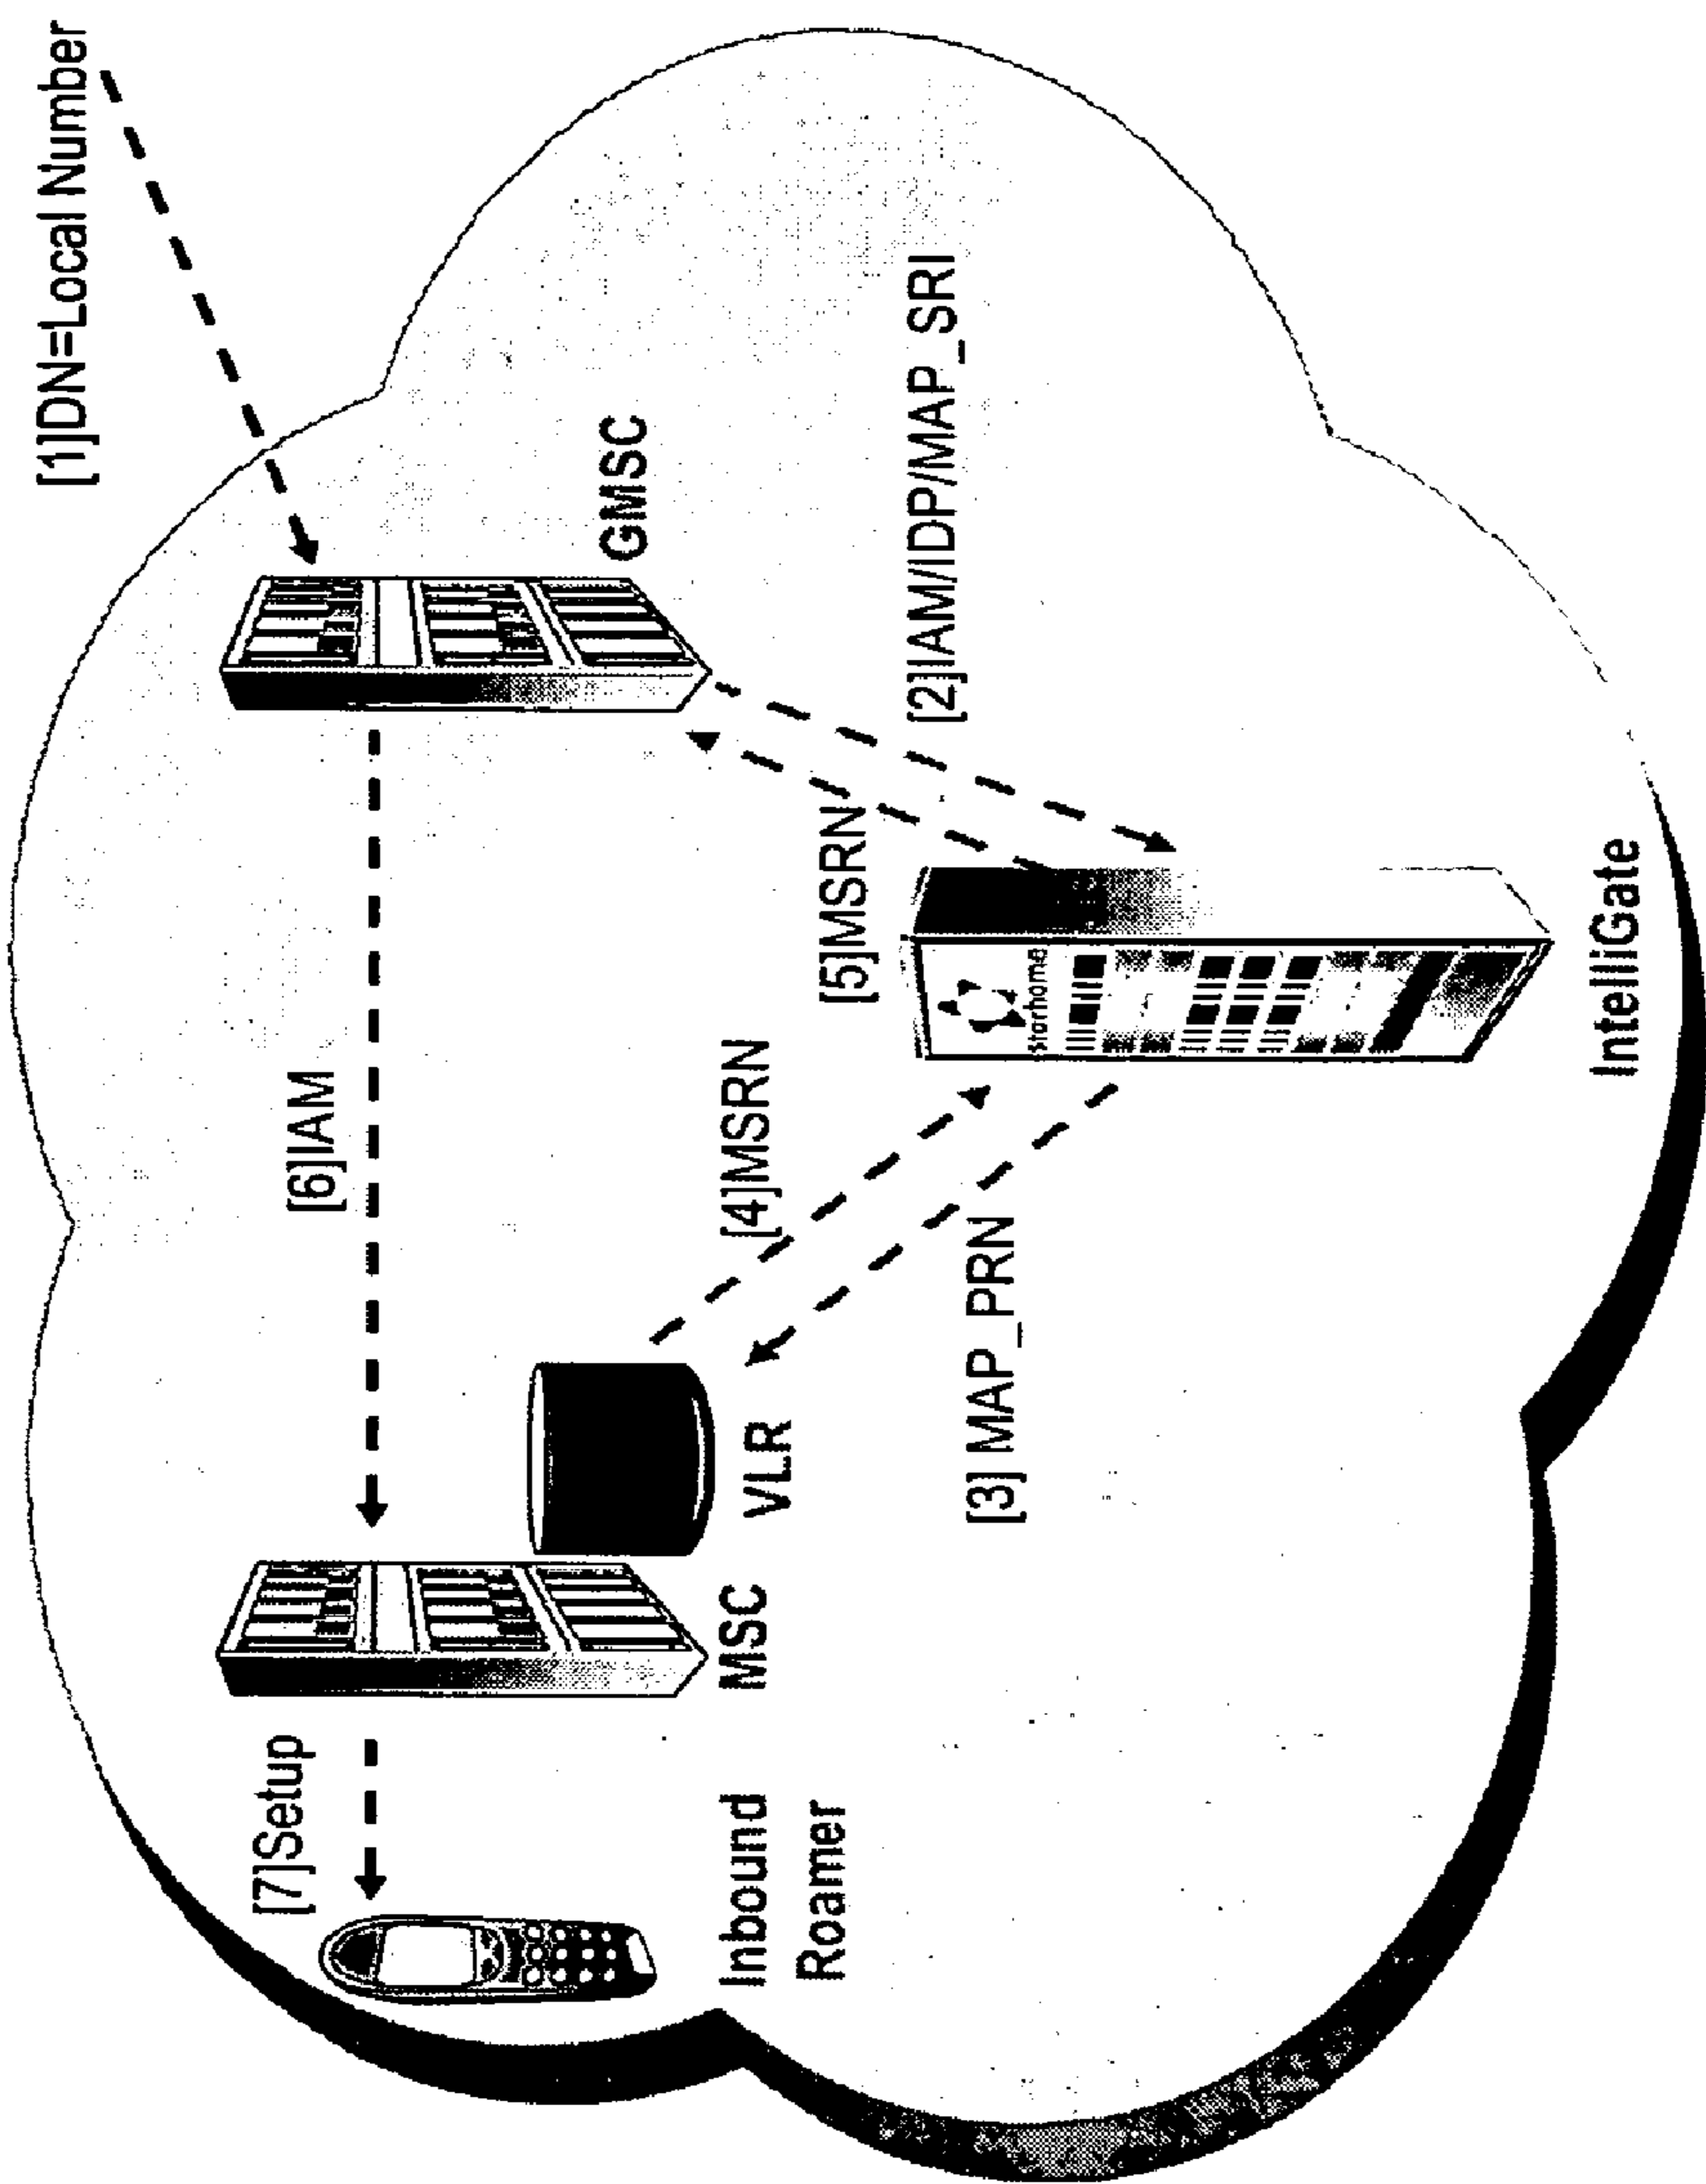 [1]DN=Local Number
GMSC
[2]IAM/IDP/MAP_SRI
[6]IAM
[5]MSRN
[4]MSRN
starhome
IntelliGate
VLR
[3] MAP_PRN
MSC
[7]Setup
Inbound
Roamer